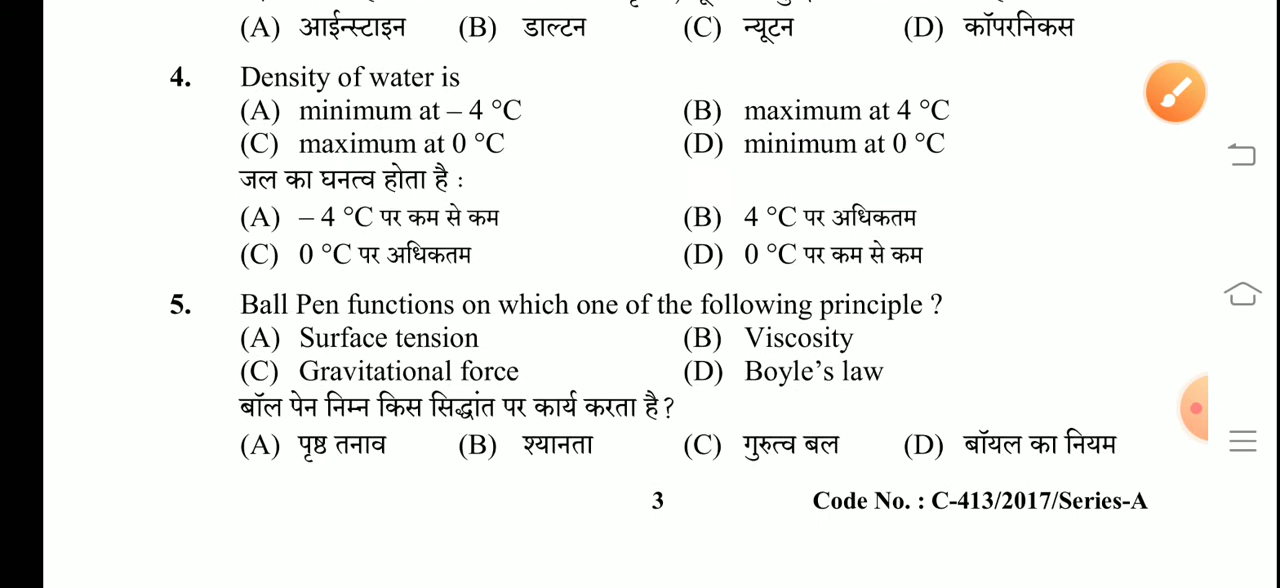 (A) आईन्स्टाइन (B) डाल्टन (C) न्यूटन (D) कॉपरनिकस
4. Density of water is
(A) minimum at – 4 °C (B) maximum at 4 °C
(C) maximum at 0 °C (D) minimum at 0 °C
जल का घनत्व होता है :
(A) – 4 °C पर कम से कम (B) 4 °C पर अधिकतम
(C) 0 °C पर अधिकतम (D) 0 °C पर कम से कम
5. Ball Pen functions on which one of the following principle ?
(A) Surface tension (B) Viscosity
(C) Gravitational force (D) Boyle’s law
बॉल पेन निम्न किस सिद्धांत पर कार्य करता है?
(A) पृष्ठ तनाव (B) श्यानता (C) गुरुत्व बल (D) बॉयल का नियम
3 Code No. : C-413/2017/Series-A